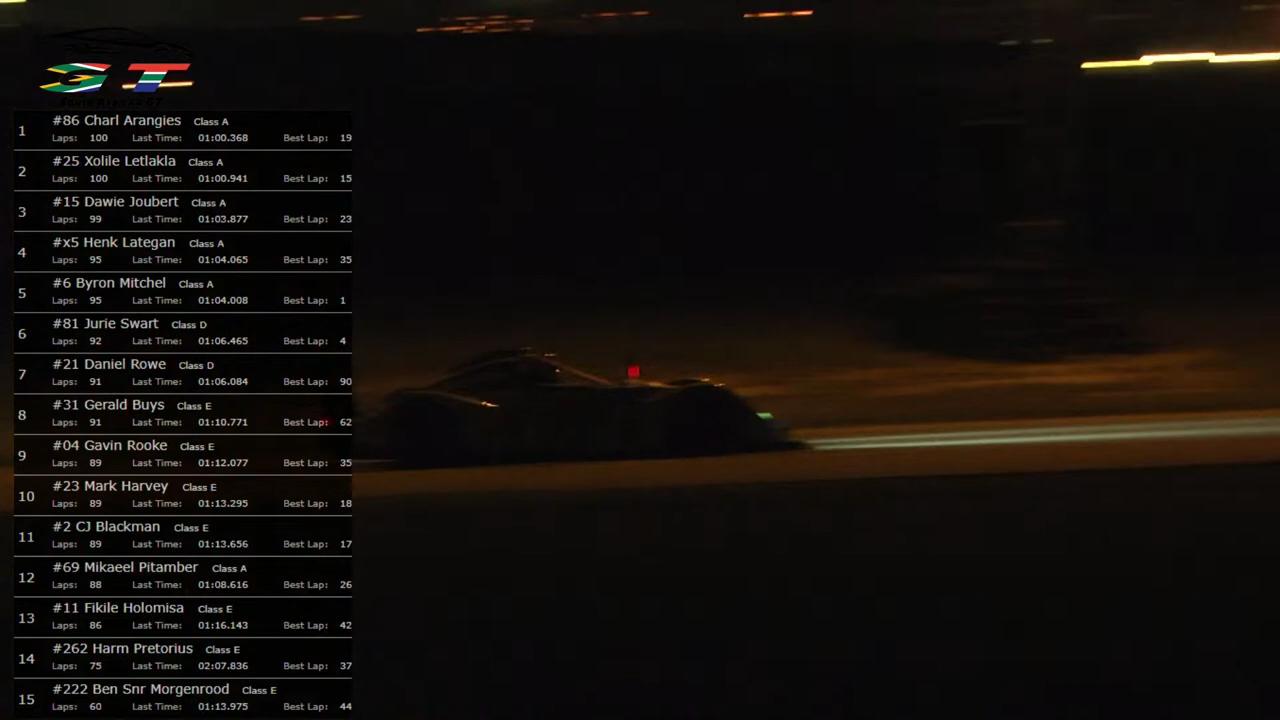 GT
South Africa GT
1 #86 Charl Arangies Class A
Laps: 100 Last Time: 01:00.368 Best Lap: 19
2 #25 Xolile Letlakla Class A
Laps: 100 Last Time: 01:00.941 Best Lap: 15
3 #15 Dawie Joubert Class A
Laps: 99 Last Time: 01:03.877 Best Lap: 23
4 #x5 Henk Lategan Class A
Laps: 95 Last Time: 01:04.065 Best Lap: 35
5 #6 Byron Mitchel Class A
Laps: 95 Last Time: 01:04.008 Best Lap: 1
6 #81 Jurie Swart Class D
Laps: 92 Last Time: 01:06.465 Best Lap: 4
7 #21 Daniel Rowe Class D
Laps: 91 Last Time: 01:06.084 Best Lap: 90
8 #31 Gerald Buys Class E
Laps: 91 Last Time: 01:10.771 Best Lap: 62
9 #04 Gavin Rooke Class E
Laps: 89 Last Time: 01:12.077 Best Lap: 35
10 #23 Mark Harvey Class E
Laps: 89 Last Time: 01:13.295 Best Lap: 18
11 #2 CJ Blackman Class E
Laps: 89 Last Time: 01:13.656 Best Lap: 17
12 #69 Mikaeel Pitamber Class A
Laps: 88 Last Time: 01:08.616 Best Lap: 26
13 #11 Fikile Holomisa Class E
Laps: 86 Last Time: 01:16.143 Best Lap: 42
14 #262 Harm Pretorius Class E
Laps: 75 Last Time: 02:07.836 Best Lap: 37
15 #222 Ben Snr Morgenrood Class E
Laps: 60 Last Time: 01:13.975 Best Lap: 44